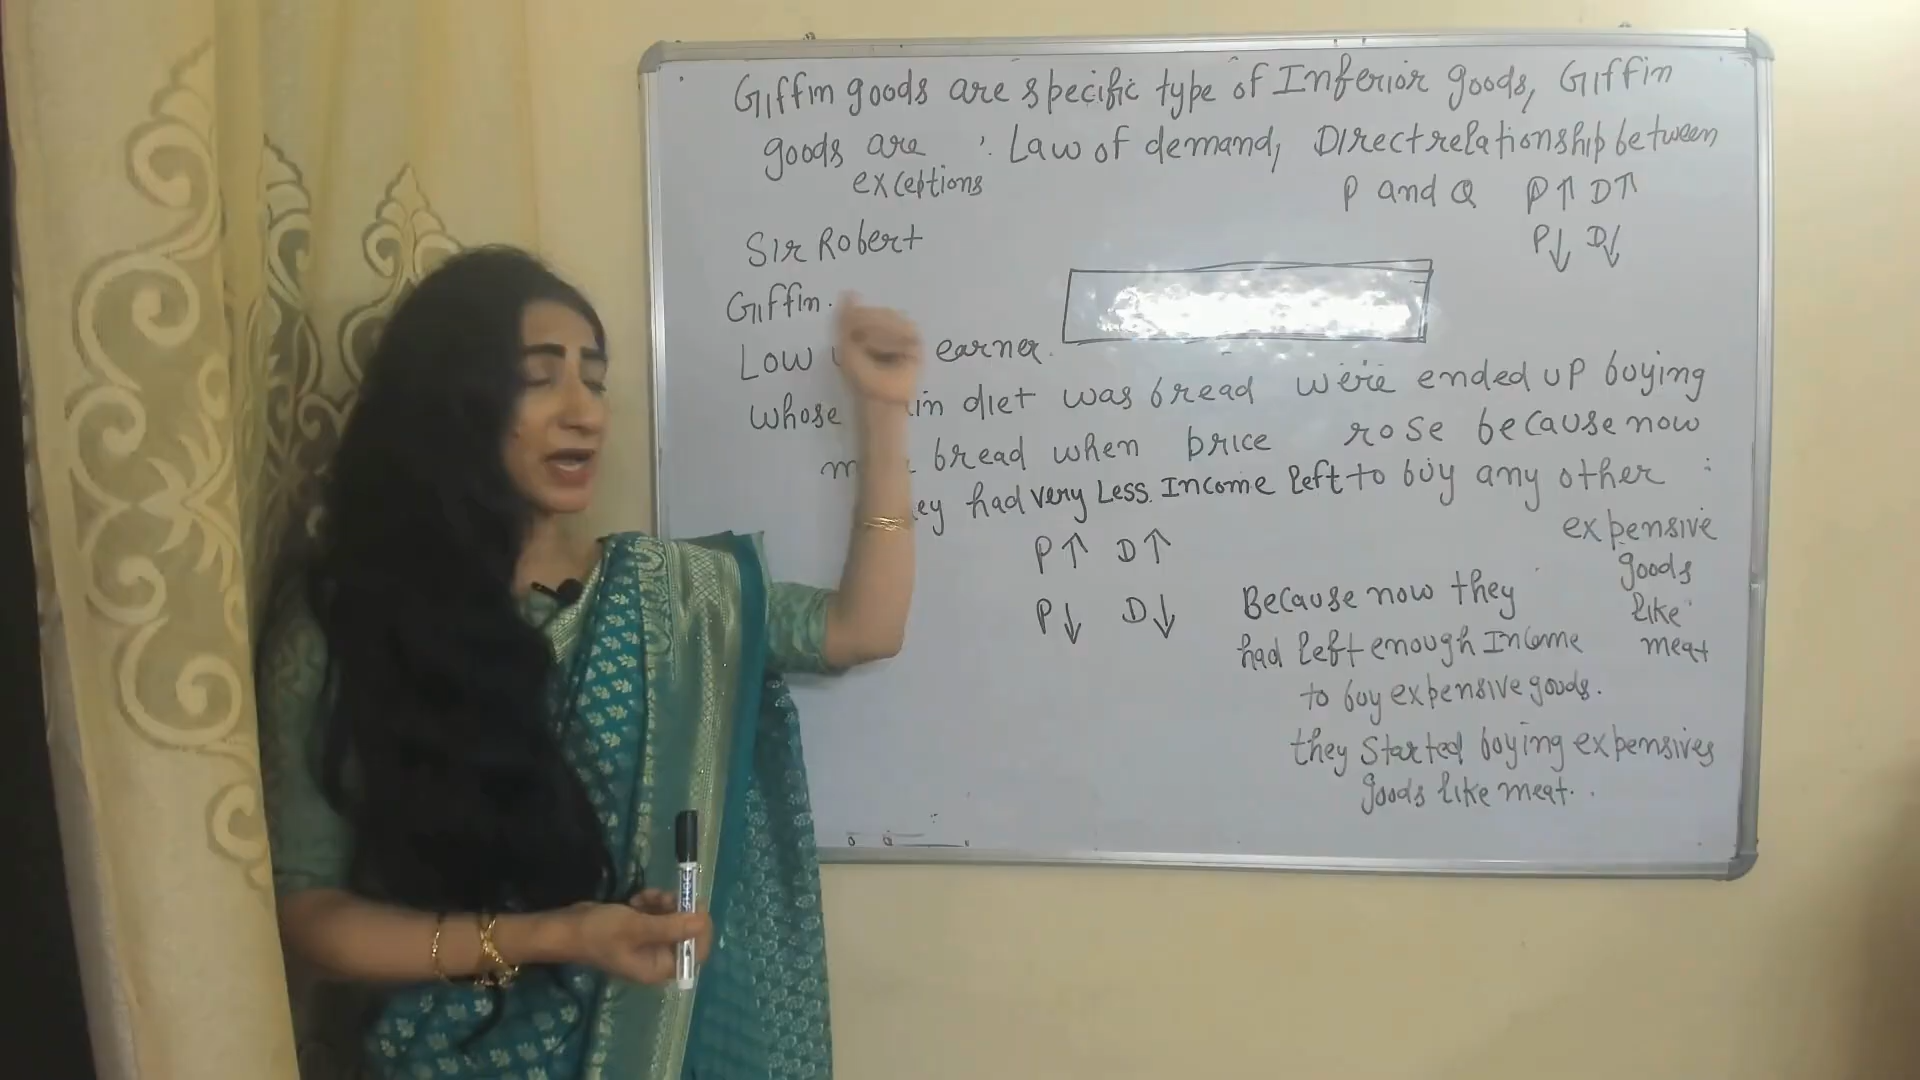 Giffin goods are specific type of Inferior goods, Giffin
goods are : Law of demand, Direct relationship between
exceptions
P and Q P↑ D↑
P↓ D↓
Sir Robert
Giffin.
Low earner.
whose diet was bread were ended up buying
bread when price rose because now
had very Less. Income left to buy any other
expensive
goods
like
meat
P↑ D↑
P↓ D↓
Because now they
had left enough Income
to buy expensive goods.
they started buying expensives
goods like meat.